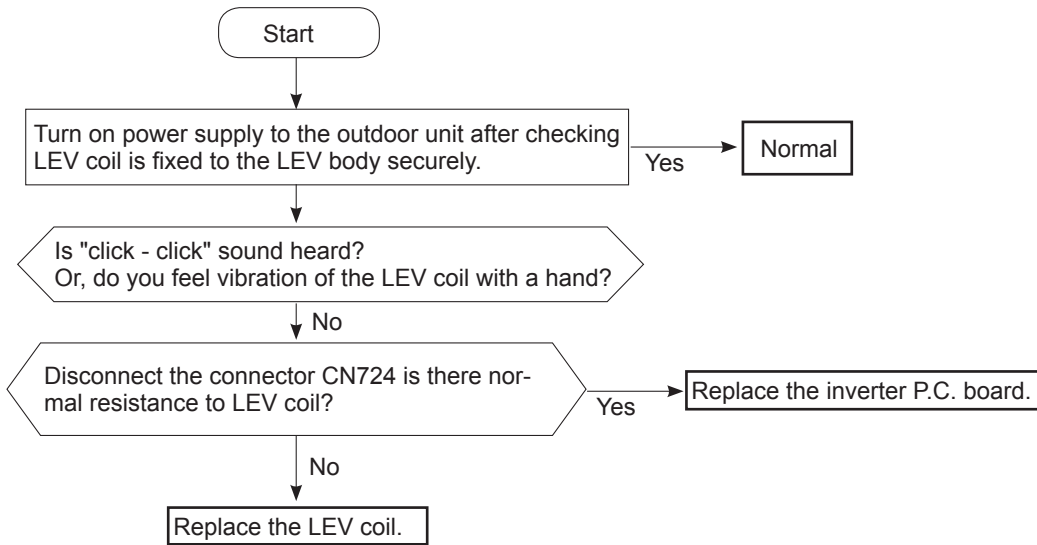 Start
Turn on power supply to the outdoor unit after checking
LEV coil is fixed to the LEV body securely.
Yes
Normal
Is "click - click" sound heard?
Or, do you feel vibration of the LEV coil with a hand?
No
Disconnect the connector CN724 is there nor-
mal resistance to LEV coil?
Yes
Replace the inverter P.C. board.
No
Replace the LEV coil.